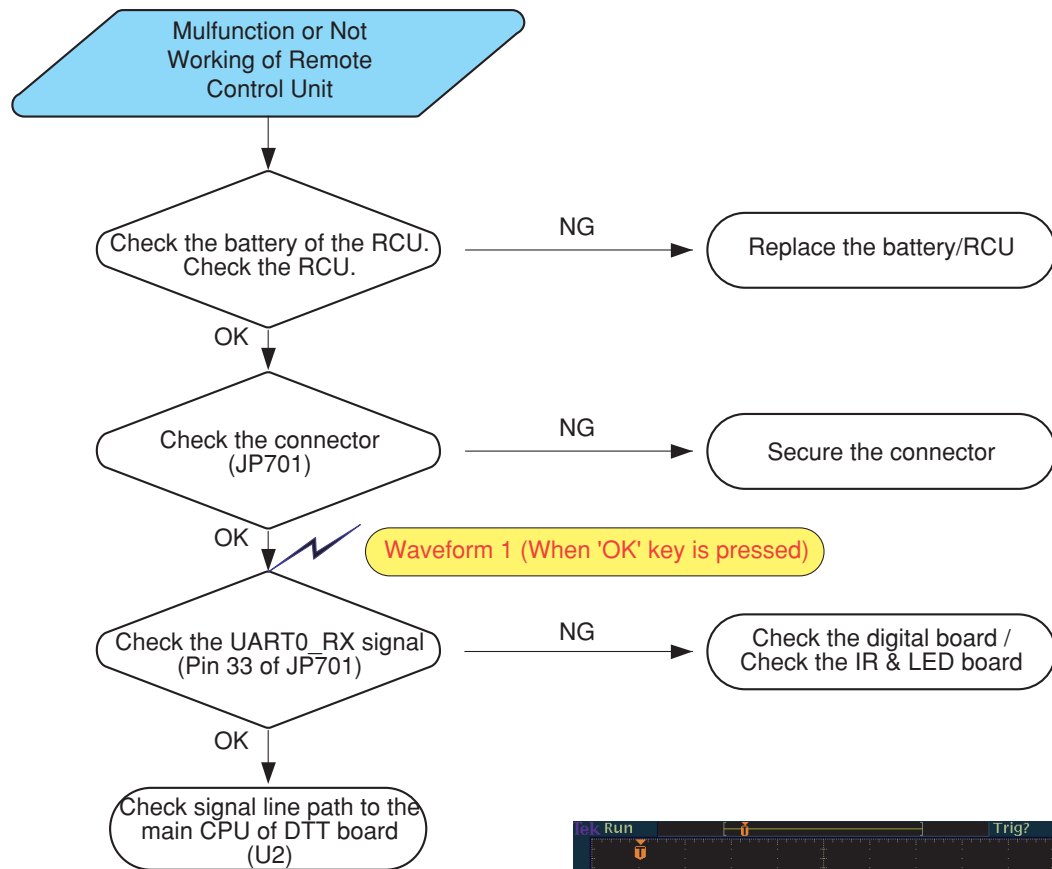 Mulfunction or Not
Working of Remote
Control Unit
Check the battery of the RCU.
Check the RCU.
NG
Replace the battery/RCU
OK
Check the connector
(JP701)
NG
Secure the connector
OK
Waveform 1 (When 'OK' key is pressed)
Check the UART0_RX signal
(Pin 33 of JP701)
NG
Check the digital board /
Check the IR & LED board
OK
Check signal line path to the
main CPU of DTT board
(U2)
Tek Run Trig?
T